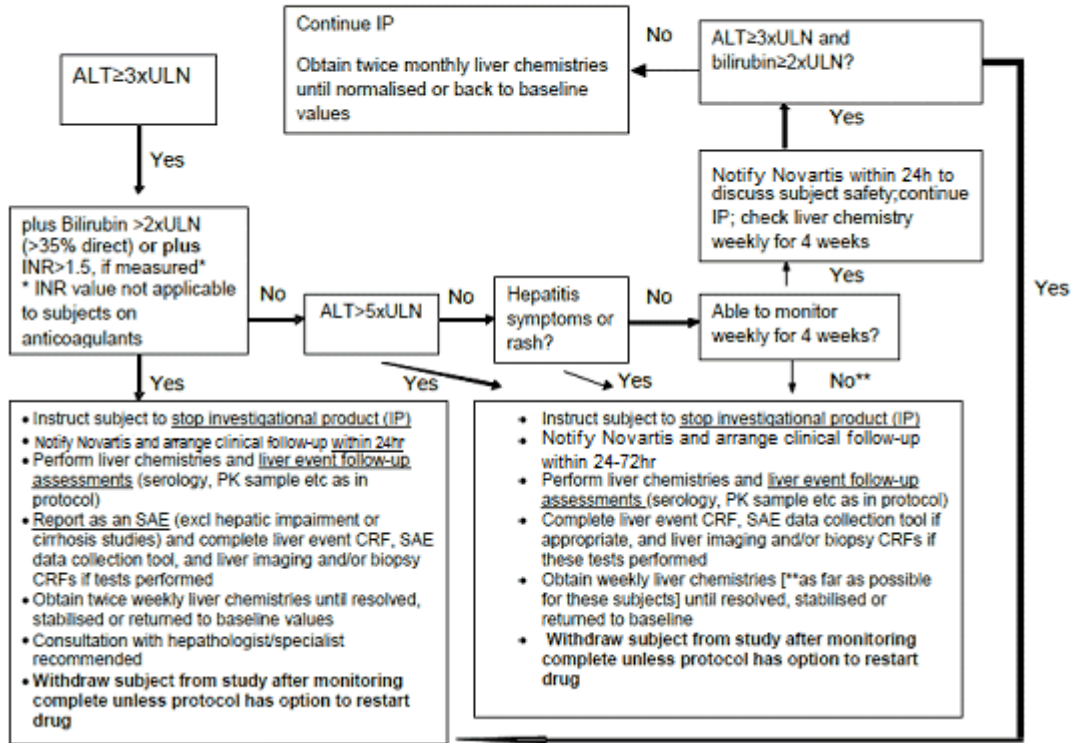 ALT≥3xULN
Yes
plus Bilirubin >2xULN
(>35% direct) or plus
INR>1.5, if measured*
* INR value not applicable
to subjects on
anticoagulants
No
ALT>5xULN
No
Hepatitis
symptoms or
rash?
No
Able to monitor
weekly for 4 weeks?
Yes
Notify Novartis within 24h to
discuss subject safety;continue
IP; check liver chemistry
weekly for 4 weeks
Yes
ALT≥3xULN and
bilirubin≥2xULN?
No
Continue IP
Obtain twice monthly liver chemistries
until normalised or back to baseline
values
Yes
Yes
Yes
Yes
No**
• Instruct subject to stop investigational product (IP)
• Notify Novartis and arrange clinical follow-up within 24hr
• Perform liver chemistries and liver event follow-up
assessments (serology, PK sample etc as in
protocol)
• Report as an SAE (excl hepatic impairment or
cirrhosis studies) and complete liver event CRF, SAE
data collection tool, and liver imaging and/or biopsy
CRFs if tests performed
• Obtain twice weekly liver chemistries until resolved,
stabilised or returned to baseline values
• Consultation with hepathologist/specialist
recommended
• Withdraw subject from study after monitoring
complete unless protocol has option to restart
drug
• Instruct subject to stop investigational product (IP)
• Notify Novartis and arrange clinical follow-up
within 24-72hr
• Perform liver chemistries and liver event follow-up
assessments (serology, PK sample etc as in protocol)
• Complete liver event CRF, SAE data collection tool if
appropriate, and liver imaging and/or biopsy CRFs if
these tests performed
• Obtain weekly liver chemistries [**as far as possible
for these subjects] until resolved, stabilised or
returned to baseline
• Withdraw subject from study after monitoring
complete unless protocol has option to restart
drug